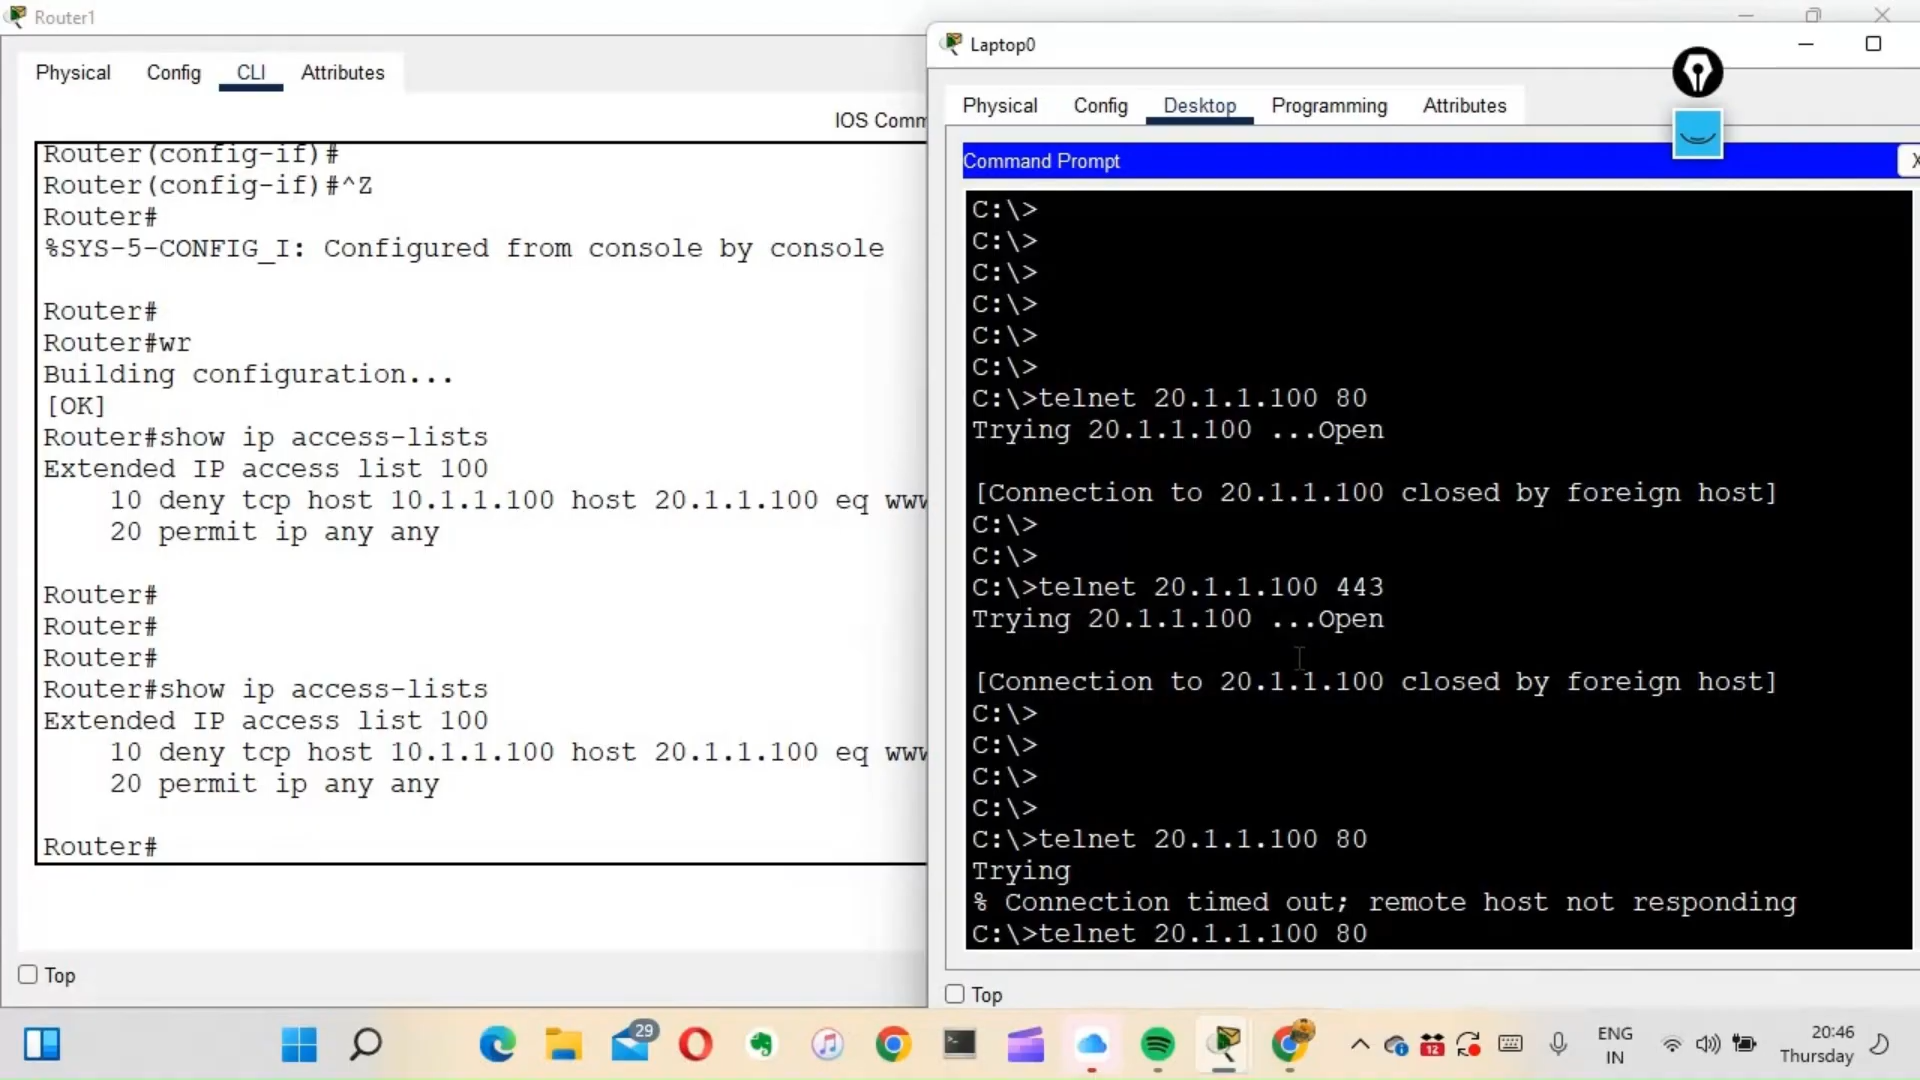 Router1
Physical Config CLI Attributes
IOS Comm
Router(config-if)#
Router(config-if)#^Z
Router#
%SYS-5-CONFIG_I: Configured from console by console
Router#
Router#wr
Building configuration...
[OK]
Router#show ip access-lists
Extended IP access list 100
10 deny tcp host 10.1.1.100 host 20.1.1.100 eq www
20 permit ip any any
Router#
Router#
Router#
Router#show ip access-lists
Extended IP access list 100
10 deny tcp host 10.1.1.100 host 20.1.1.100 eq www
20 permit ip any any
Router#
Top
Laptop0
Physical Config Desktop Programming Attributes
Command Prompt
X
C:\>
C:\>
C:\>
C:\>
C:\>
C:\>
C:\>telnet 20.1.1.100 80
Trying 20.1.1.100 ...Open
[Connection to 20.1.1.100 closed by foreign host]
C:\>
C:\>
C:\>telnet 20.1.1.100 443
Trying 20.1.1.100 ...Open
[Connection to 20.1.1.100 closed by foreign host]
C:\>
C:\>
C:\>
C:\>
C:\>telnet 20.1.1.100 80
Trying
% Connection timed out; remote host not responding
C:\>telnet 20.1.1.100 80
Top
29
12
ENG
IN
20:46
Thursday